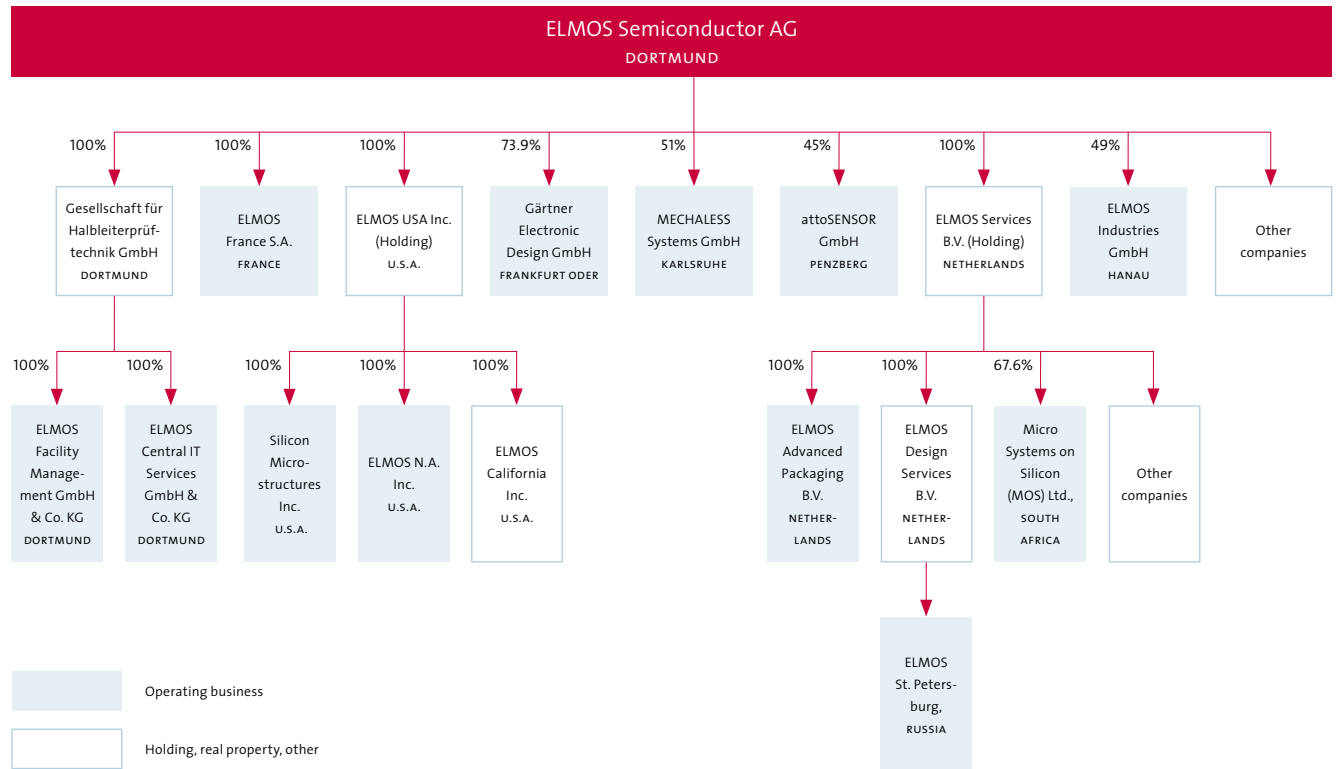 ELMOS Semiconductor AG
DORTMUND
100%
100%
100%
73.9%
51%
45%
100%
49%
Gesellschaft für
Halbleiterprüf-
technik GmbH
DORTMUND
ELMOS
France S.A.
FRANCE
ELMOS USA Inc.
(Holding)
U.S.A.
Gärtner
Electronic
Design GmbH
FRANKFURT ODER
MECHALESS
Systems GmbH
KARLSRUHE
attoSENSOR
GmbH
PENZBERG
ELMOS Services
B.V. (Holding)
NETHERLANDS
ELMOS
Industries
GmbH
HANAU
Other
companies
100%
100%
100%
100%
100%
100%
100%
67.6%
ELMOS
Facility
Manage-
ment GmbH
& Co. KG
DORTMUND
ELMOS
Central IT
Services
GmbH &
Co. KG
DORTMUND
Silicon
Micro-
structures
Inc.
U.S.A.
ELMOS N.A.
Inc.
U.S.A.
ELMOS
California
Inc.
U.S.A.
ELMOS
Advanced
Packaging
B.V.
NETHER-
LANDS
ELMOS
Design
Services
B.V.
NETHER-
LANDS
Micro
Systems on
Silicon
(MOS) Ltd.,
SOUTH
AFRICA
Other
companies
ELMOS
St. Peters-
burg,
RUSSIA
Operating business
Holding, real property, other